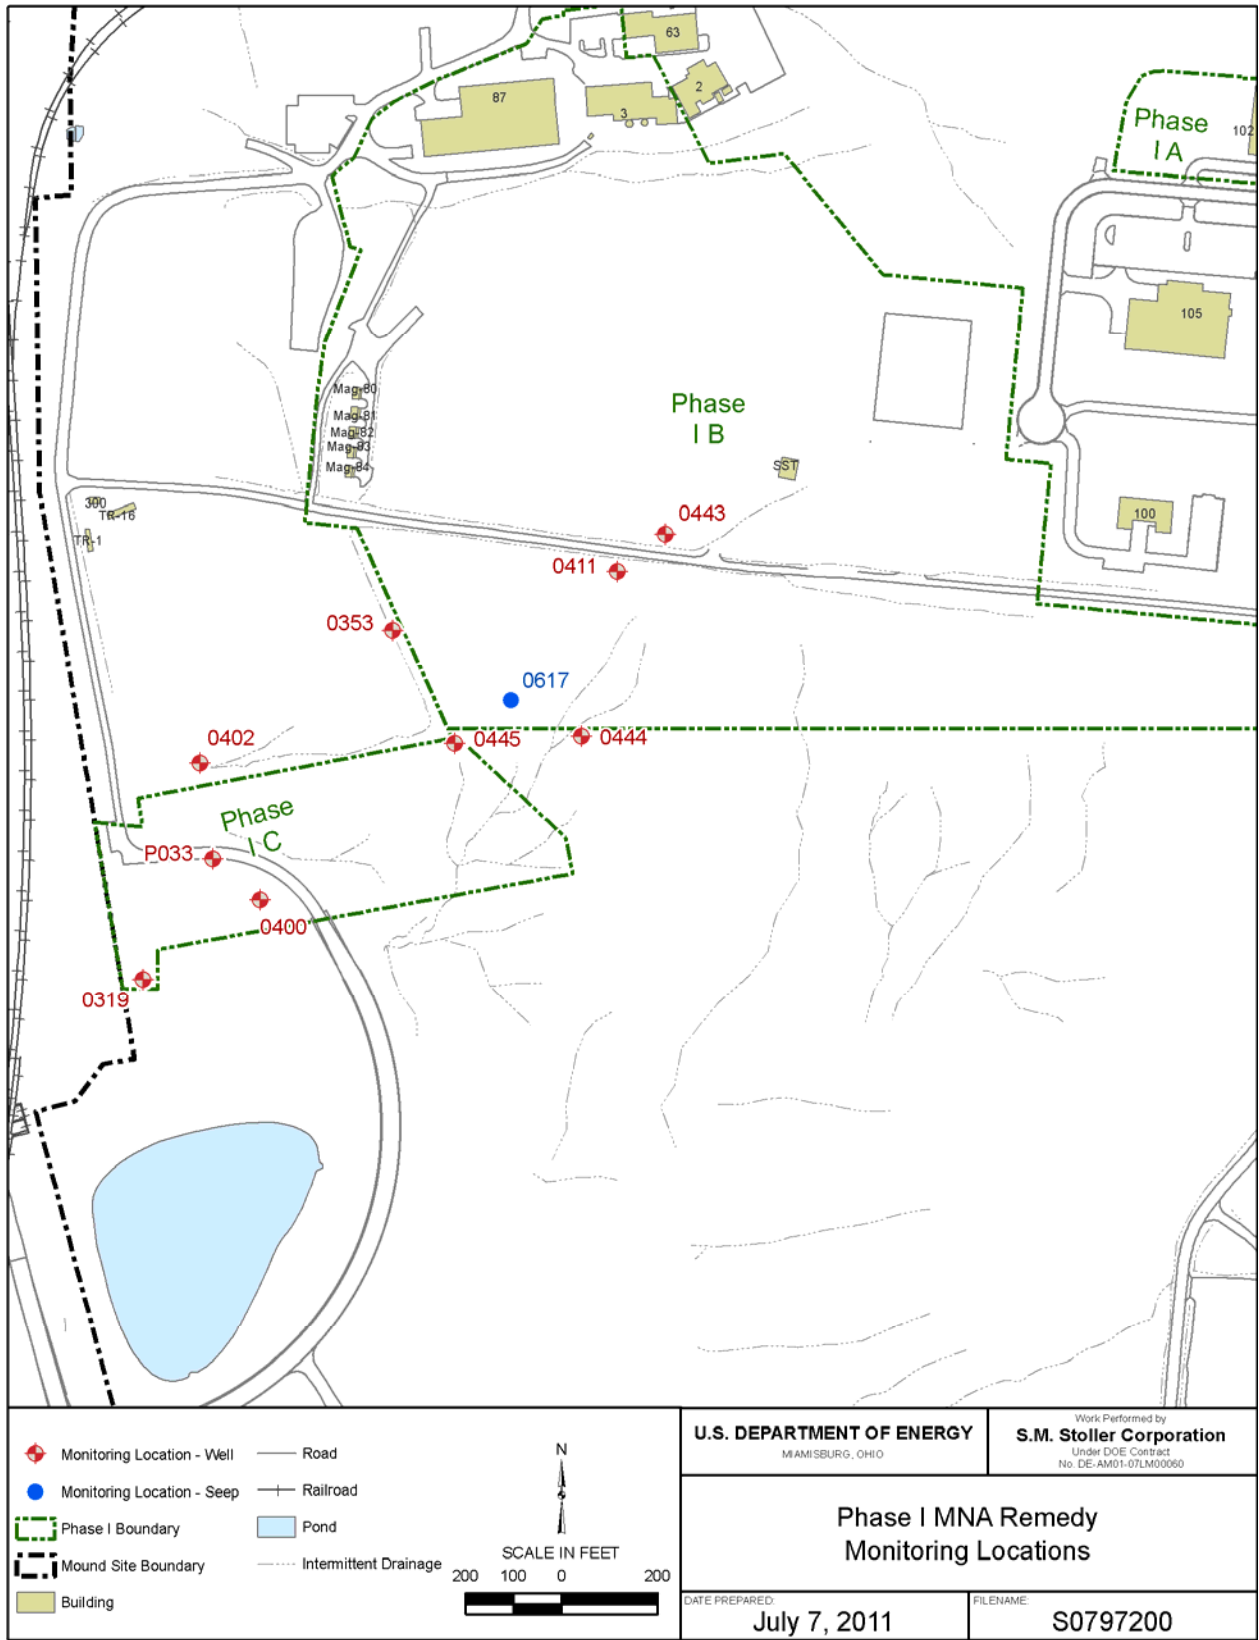 63
87
2
3
Phase
I A
102
105
Mag-80
Mag-81
Mag-82
Mag-83
Mag-84
Phase
I B
SST
300
TR-16
TR-1
100
0443
0411
0353
0617
0402
0445
0444
Phase
I C
P033
0400
0319
Monitoring Location - Well
Monitoring Location - Seep
Phase I Boundary
Mound Site Boundary
Building
Road
Railroad
Pond
Intermittent Drainage
N
SCALE IN FEET
200 100 0 200
U.S. DEPARTMENT OF ENERGY
MIAMISBURG, OHIO
Work Performed by
S.M. Stoller Corporation
Under DOE Contract
No. DE-AM01-07LM00060
Phase I MNA Remedy
Monitoring Locations
DATE PREPARED:
July 7, 2011
FILENAME:
S0797200